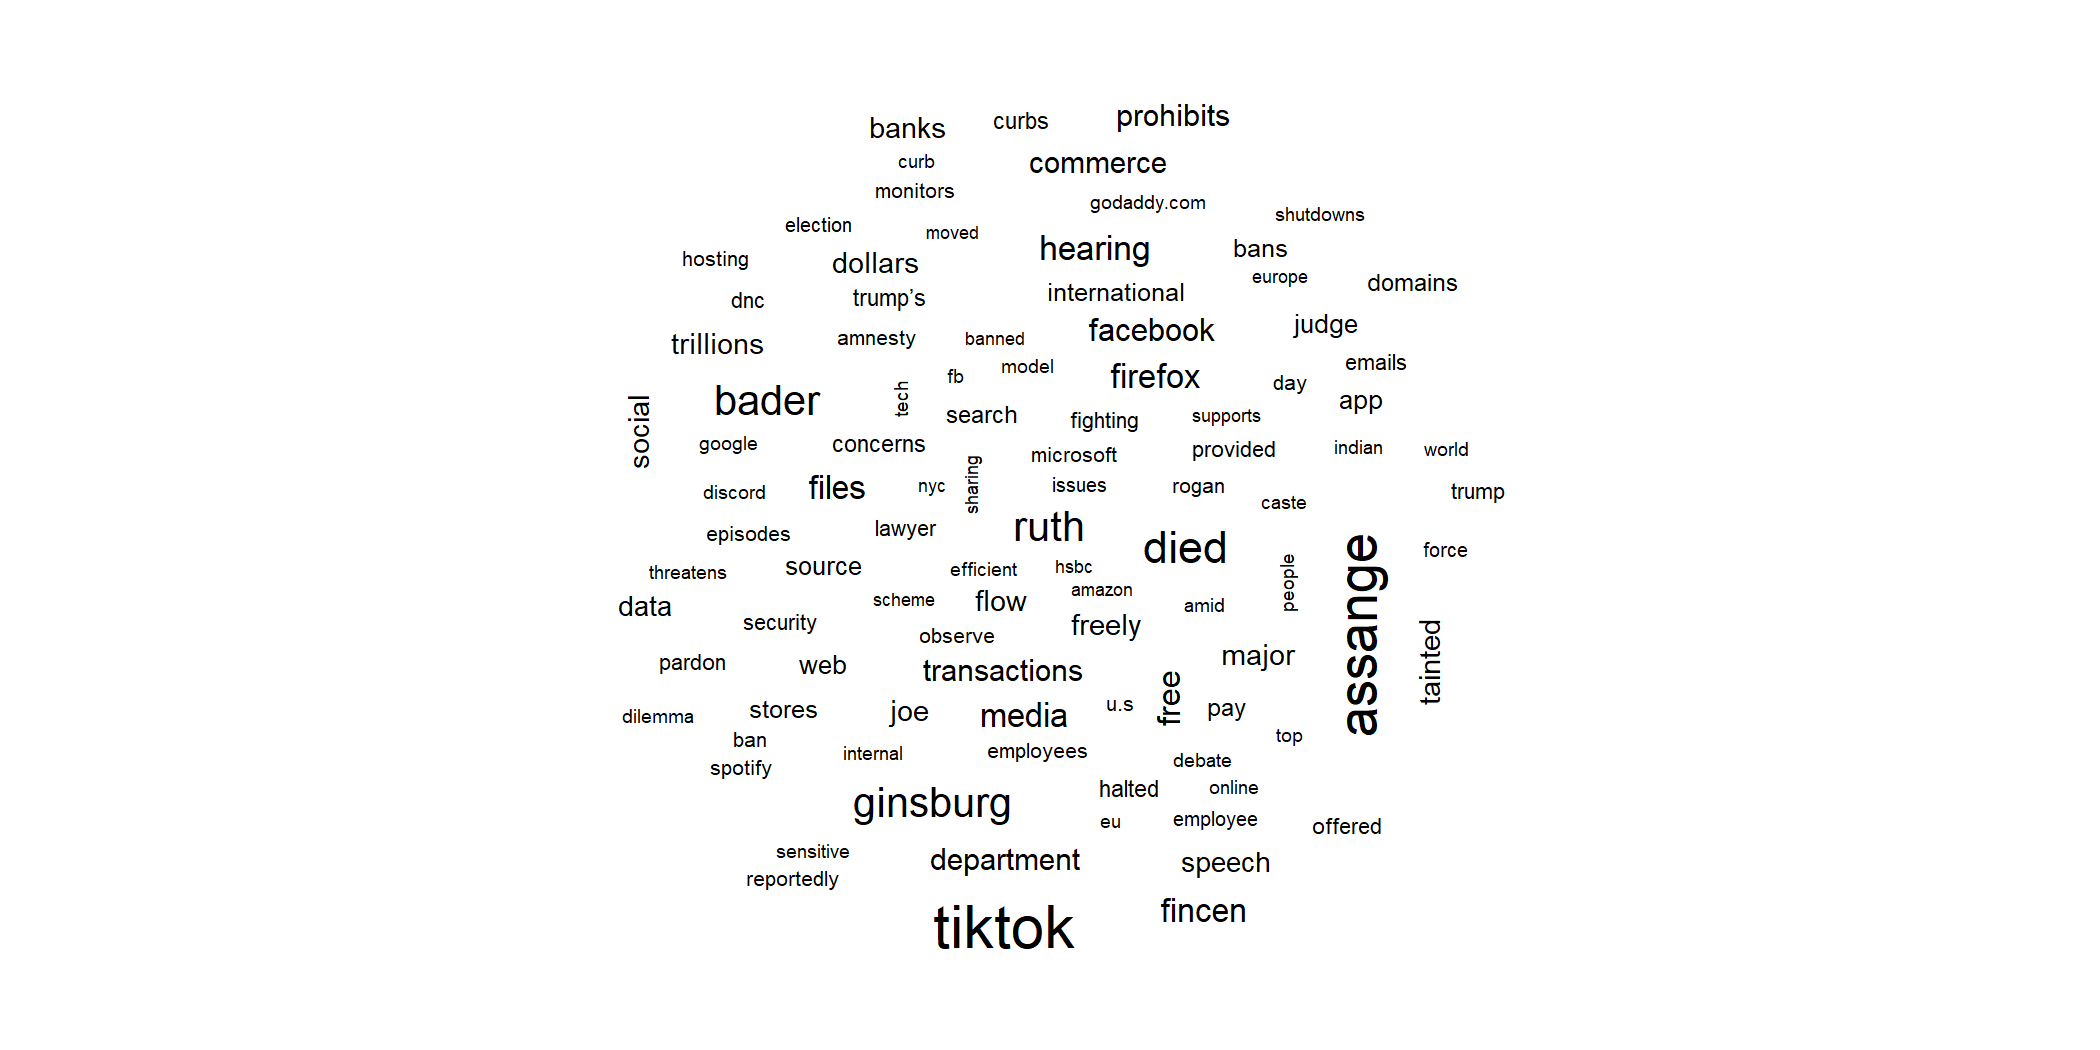 prohibits
banks
curbs
curb
commerce
monitors
godaddy.com
shutdowns
election
moved
hearing
bans
hosting
dollars
europe
domains
dnc
trump’s
international
trillions
amnesty
banned
facebook
judge
model
emails
fb
firefox
day
bader
tech
app
social
search
fighting
supports
google
concerns
microsoft
provided
indian
world
discord
files
nyc
sharing
issues
rogan
caste
trump
episodes
lawyer
ruth
died
assange
force
threatens
source
efficient
hsbc
amazon
people
data
scheme
flow
amid
security
observe
freely
tainted
pardon
web
transactions
major
free
dilemma
stores
joe
media
u.s
pay
ban
internal
employees
top
spotify
debate
ginsburg
halted
online
eu
employee
offered
sensitive
department
speech
reportedly
tiktok
fincen